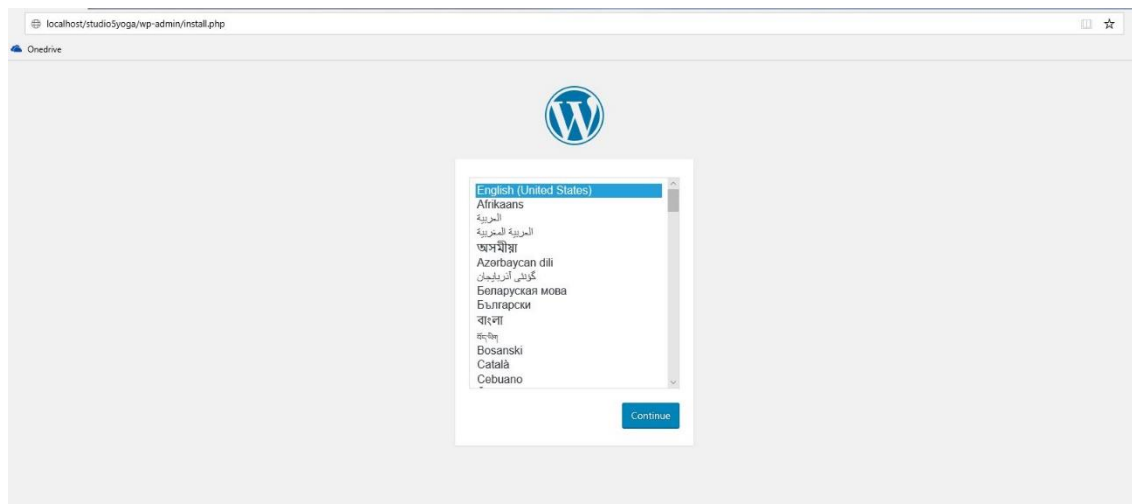 localhost/studio5yoga/wp-admin/install.php
Onedrive
English (United States)
Afrikaans
العربية
العربية المغربية
অসমীয়া
Azərbaycan dili
گؤنئی آذربایجان
Беларуская мова
Български
বাংলা
བོད་ཡིག
Bosanski
Català
Cebuano
Continue